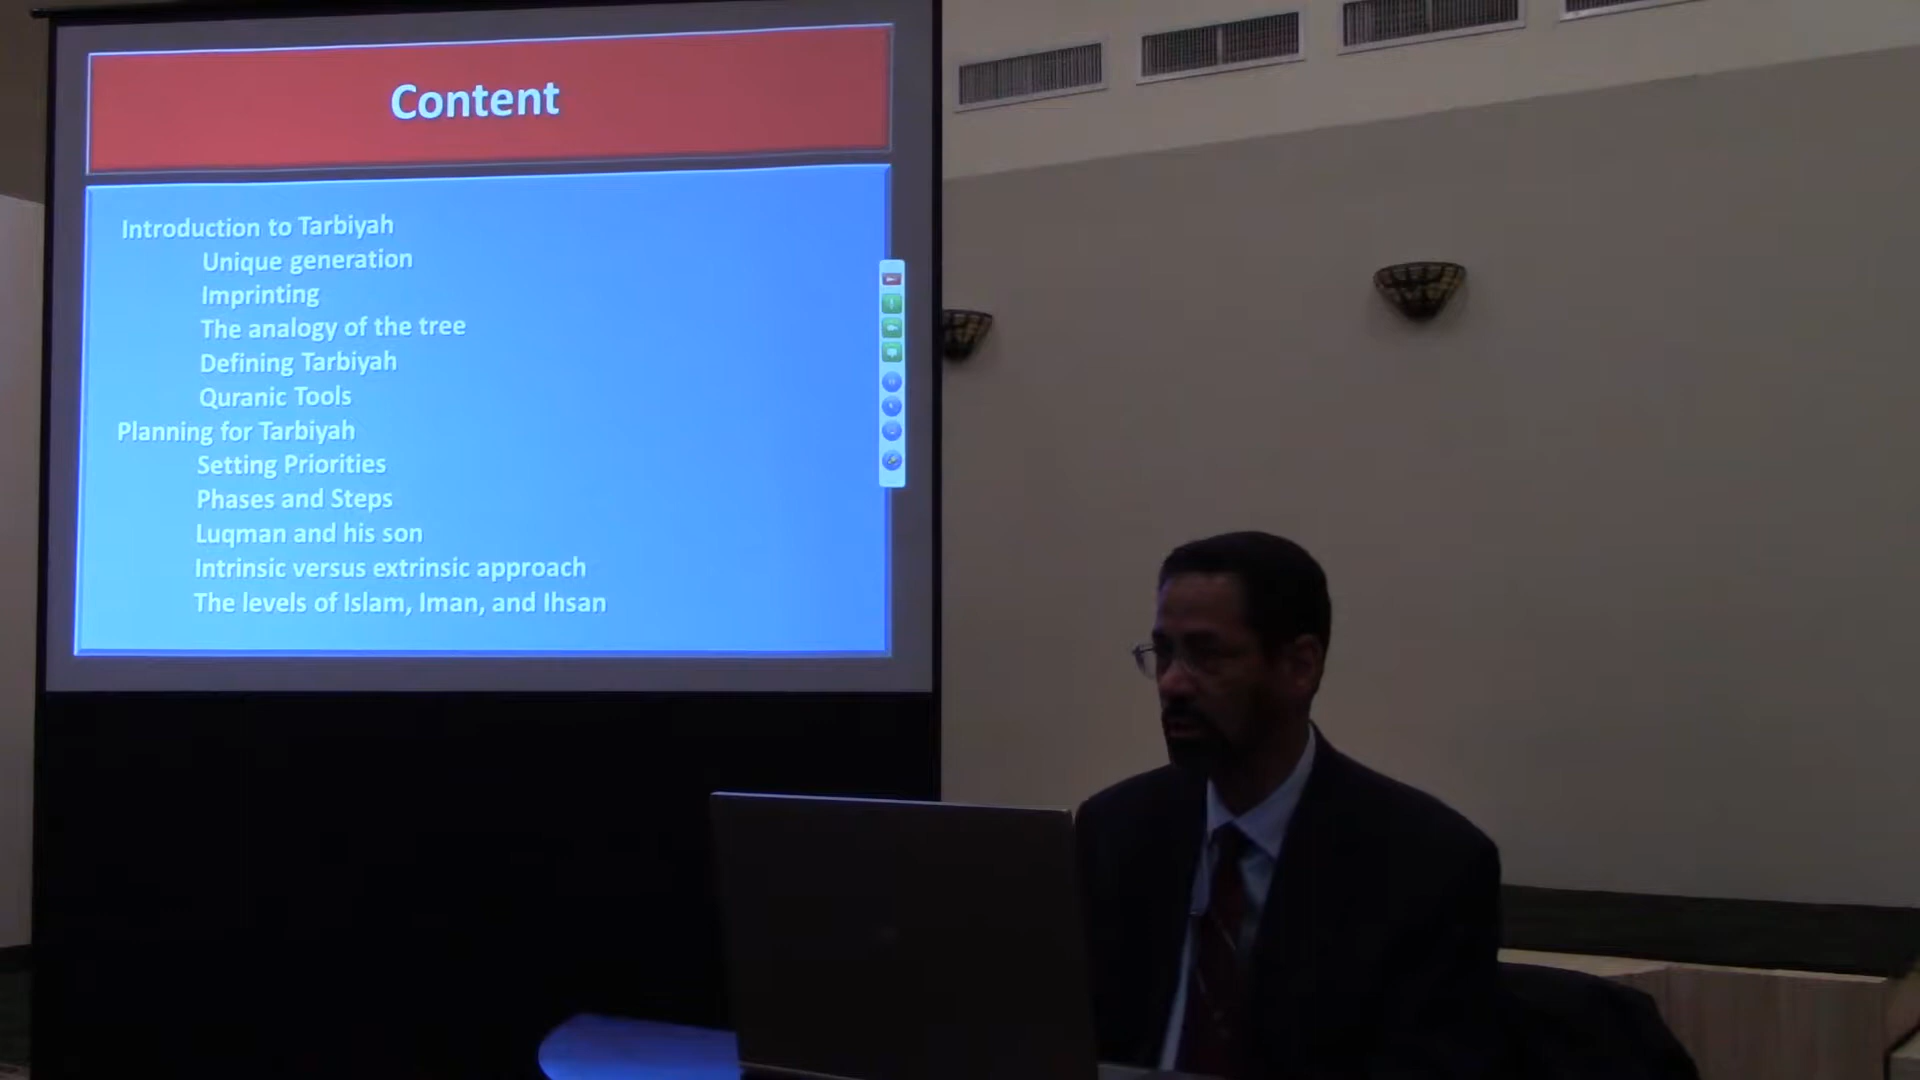 Content
Introduction to Tarbiyah
Unique generation
Imprinting
The analogy of the tree
Defining Tarbiyah
Quranic Tools
Planning for Tarbiyah
Setting Priorities
Phases and Steps
Luqman and his son
Intrinsic versus extrinsic approach
The levels of Islam, Iman, and Ihsan